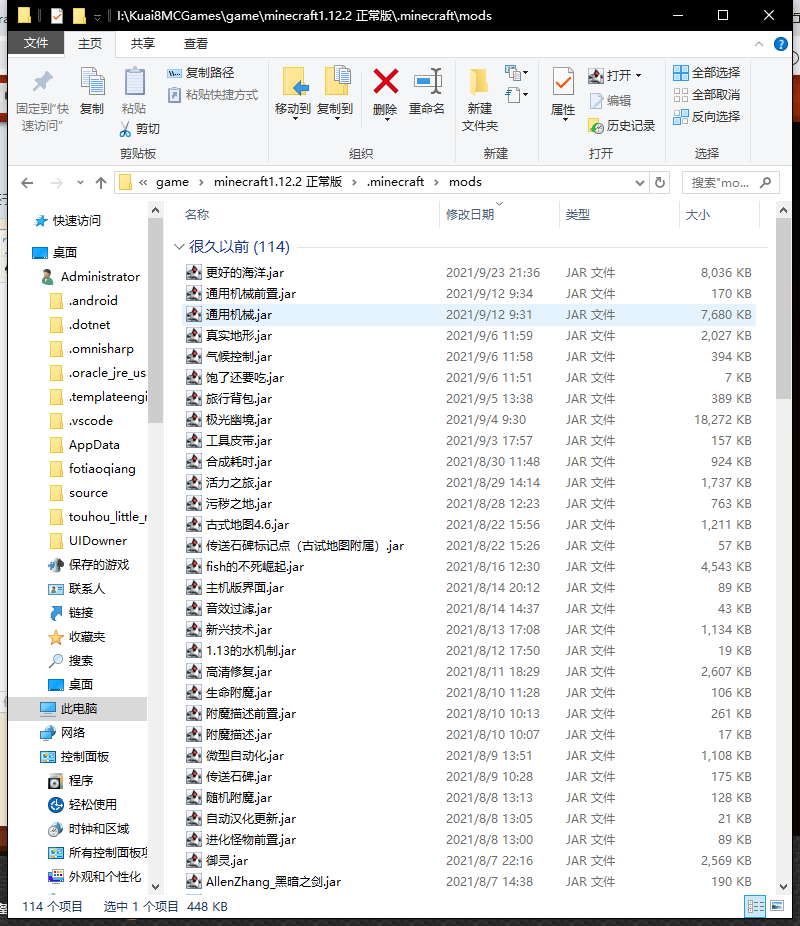 I:\Kuai8MCGames\game\minecraft1.12.2 正常版\.minecraft\mods
文件 主页 共享 查看
固定到“快速访问”
复制
粘贴
复制路径
粘贴快捷方式
剪切
剪贴板
移动到 复制到 删除 重命名
组织
新建
文件夹
新建
属性
打开
编辑
历史记录
打开
全部选择
全部取消
反向选择
选择
« game › minecraft1.12.2 正常版 › .minecraft › mods
搜索"mo...
快速访问
桌面
Administrator
.android
.dotnet
.omnisharp
.oracle_jre_us
.templateengi
.vscode
AppData
fotiaoqiang
source
touhou_little_r
UIDowner
保存的游戏
联系人
链接
收藏夹
搜索
桌面
此电脑
网络
控制面板
程序
轻松使用
时钟和区域
所有控制面板项
外观和个性化
名称 修改日期 类型 大小
很久以前 (114)
更好的海洋.jar 2021/9/23 21:36 JAR 文件 8,036 KB
通用机械前置.jar 2021/9/12 9:34 JAR 文件 170 KB
通用机械.jar 2021/9/12 9:31 JAR 文件 7,680 KB
真实地形.jar 2021/9/6 11:59 JAR 文件 2,027 KB
气候控制.jar 2021/9/6 11:58 JAR 文件 394 KB
饱了还要吃.jar 2021/9/6 11:51 JAR 文件 7 KB
旅行背包.jar 2021/9/5 13:38 JAR 文件 389 KB
极光幽境.jar 2021/9/4 9:30 JAR 文件 18,272 KB
工具皮带.jar 2021/9/3 17:57 JAR 文件 157 KB
合成耗时.jar 2021/8/30 11:48 JAR 文件 924 KB
活力之旅.jar 2021/8/29 14:14 JAR 文件 1,737 KB
污秽之地.jar 2021/8/28 12:23 JAR 文件 763 KB
古式地图4.6.jar 2021/8/22 15:56 JAR 文件 1,211 KB
传送石碑标记点（古试地图附属）.jar 2021/8/22 15:26 JAR 文件 57 KB
fish的不死崛起.jar 2021/8/16 12:30 JAR 文件 4,543 KB
主机版界面.jar 2021/8/14 20:12 JAR 文件 89 KB
音效过滤.jar 2021/8/14 14:37 JAR 文件 43 KB
新兴技术.jar 2021/8/13 17:08 JAR 文件 1,134 KB
1.13的水机制.jar 2021/8/12 17:50 JAR 文件 19 KB
高清修复.jar 2021/8/11 18:29 JAR 文件 2,607 KB
生命附魔.jar 2021/8/10 11:28 JAR 文件 106 KB
附魔描述前置.jar 2021/8/10 10:13 JAR 文件 261 KB
附魔描述.jar 2021/8/10 10:07 JAR 文件 17 KB
微型自动化.jar 2021/8/9 13:51 JAR 文件 1,108 KB
传送石碑.jar 2021/8/9 10:28 JAR 文件 175 KB
随机附魔.jar 2021/8/8 13:13 JAR 文件 128 KB
自动汉化更新.jar 2021/8/8 13:05 JAR 文件 21 KB
进化怪物前置.jar 2021/8/8 13:00 JAR 文件 89 KB
御灵.jar 2021/8/7 22:16 JAR 文件 2,569 KB
AllenZhang_黑暗之剑.jar 2021/8/7 14:38 JAR 文件 190 KB
114 个项目 选中 1 个项目 448 KB